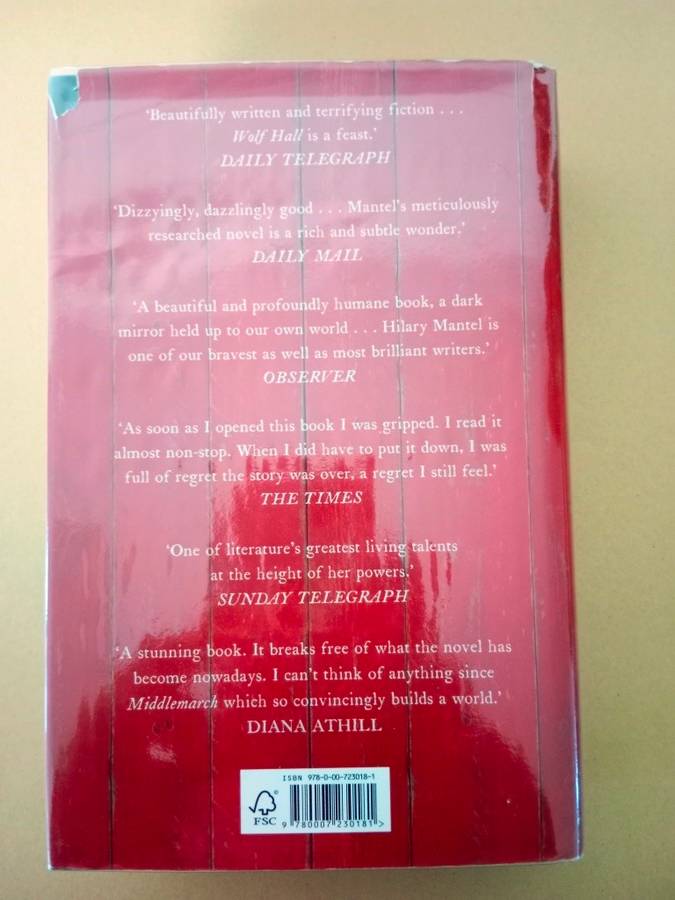 ‘Beautifully written and terrifying fiction . . .
Wolf Hall is a feast.’
DAILY TELEGRAPH
‘Dizzyingly, dazzlingly good . . . Mantel’s meticulously
researched novel is a rich and subtle wonder.’
DAILY MAIL
‘A beautiful and profoundly humane book, a dark
mirror held up to our own world . . . Hilary Mantel is
one of our bravest as well as most brilliant writers.’
OBSERVER
‘As soon as I opened this book I was gripped. I read it
almost non-stop. When I did have to put it down, I was
full of regret the story was over, a regret I still feel.’
THE TIMES
‘One of literature’s greatest living talents
at the height of her powers.’
SUNDAY TELEGRAPH
‘A stunning book. It breaks free of what the novel has
become nowadays. I can’t think of anything since
Middlemarch which so convincingly builds a world.’
DIANA ATHILL
ISBN 978-0-00-723018-1
FSC
9 780007 230181 >